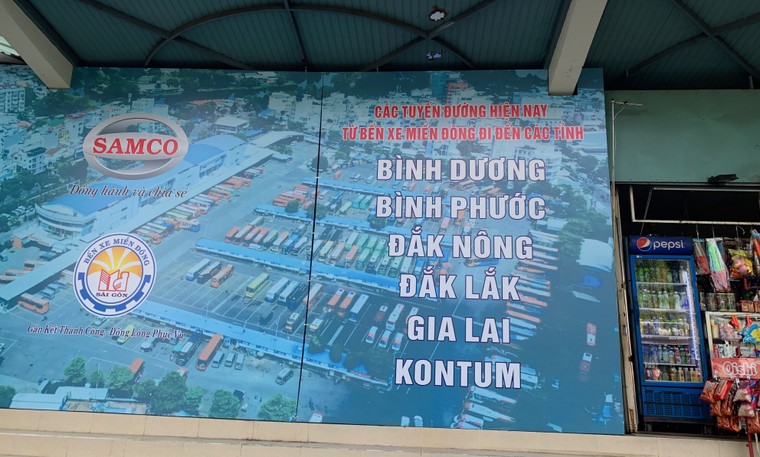 SAMCO
Đồng hành và chia sẻ
BẾN XE MIỀN ĐÔNG
SÀI GÒN
Gắn Kết Thành Công - Đồng Lòng Phục Vụ
CÁC TUYẾN ĐƯỜNG HIỆN NAY
TỪ BẾN XE MIỀN ĐÔNG ĐI ĐẾN CÁC TỈNH
BÌNH DƯƠNG
BÌNH PHƯỚC
ĐẮK NÔNG
ĐẮK LẮK
GIA LAI
KONTUM
pepsi
Oishi